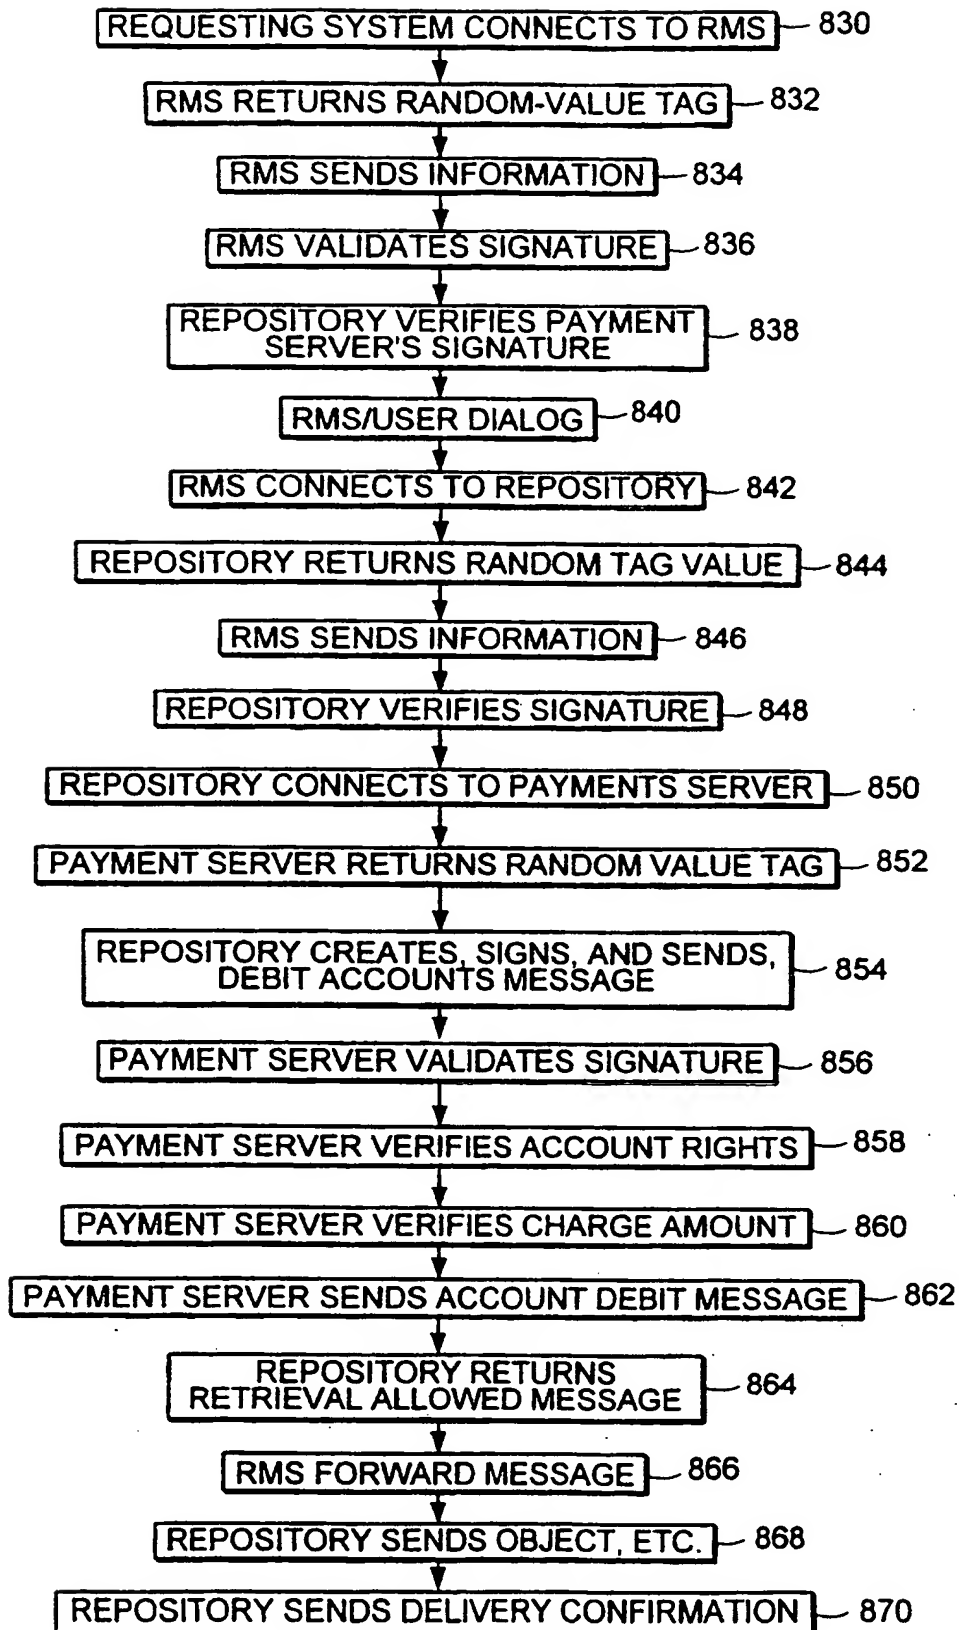 REQUESTING SYSTEM CONNECTS TO RMS 830
RMS RETURNS RANDOM-VALUE TAG 832
RMS SENDS INFORMATION 834
RMS VALIDATES SIGNATURE 836
REPOSITORY VERIFIES PAYMENT
SERVER'S SIGNATURE 838
RMS/USER DIALOG 840
RMS CONNECTS TO REPOSITORY 842
REPOSITORY RETURNS RANDOM TAG VALUE 844
RMS SENDS INFORMATION 846
REPOSITORY VERIFIES SIGNATURE 848
REPOSITORY CONNECTS TO PAYMENTS SERVER 850
PAYMENT SERVER RETURNS RANDOM VALUE TAG 852
REPOSITORY CREATES, SIGNS, AND SENDS,
DEBIT ACCOUNTS MESSAGE 854
PAYMENT SERVER VALIDATES SIGNATURE 856
PAYMENT SERVER VERIFIES ACCOUNT RIGHTS 858
PAYMENT SERVER VERIFIES CHARGE AMOUNT 860
PAYMENT SERVER SENDS ACCOUNT DEBIT MESSAGE 862
REPOSITORY RETURNS
RETRIEVAL ALLOWED MESSAGE 864
RMS FORWARD MESSAGE 866
REPOSITORY SENDS OBJECT, ETC. 868
REPOSITORY SENDS DELIVERY CONFIRMATION 870